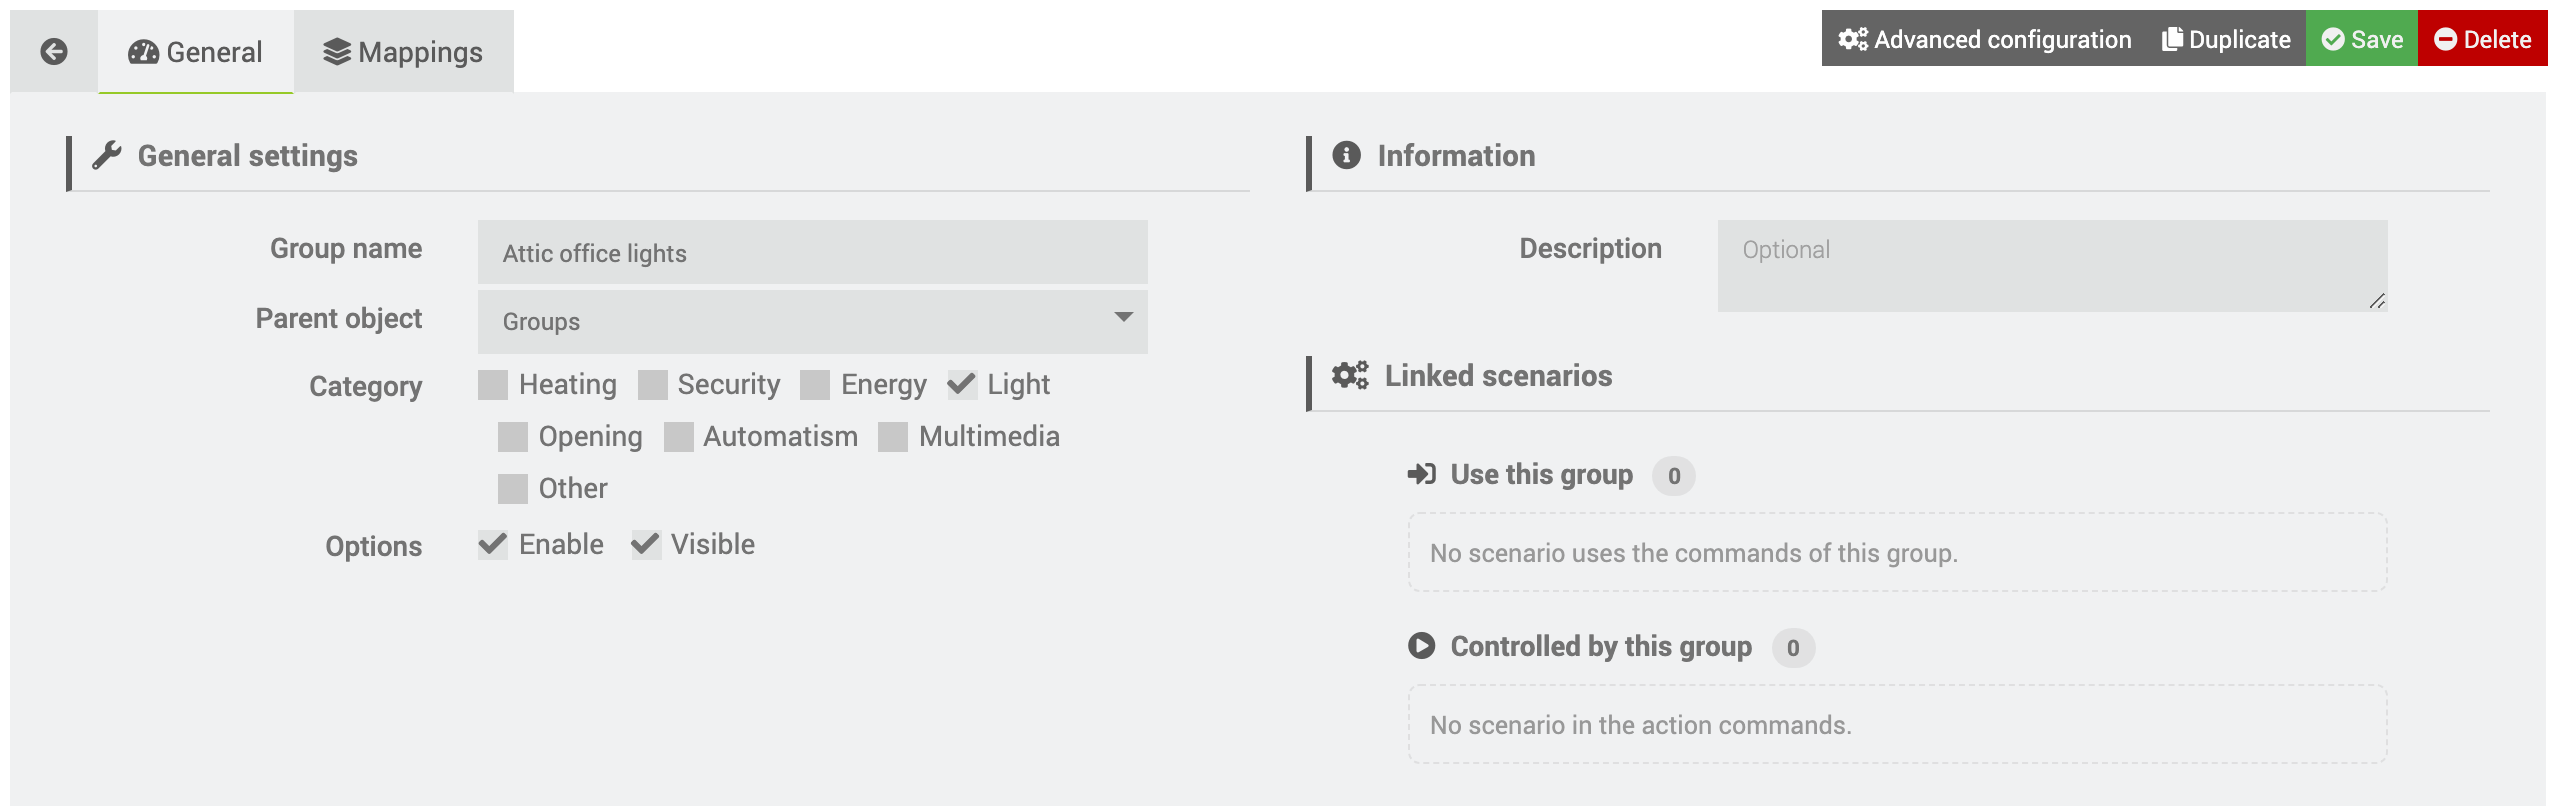 General
Mappings
Advanced configuration
Duplicate
Save
Delete
General settings
Group name
Attic office lights
Parent object
Groups
Category
Heating
Security
Energy
Light
Opening
Automatism
Multimedia
Other
Options
Enable
Visible
Information
Description
Optional
Linked scenarios
Use this group 0
No scenario uses the commands of this group.
Controlled by this group 0
No scenario in the action commands.